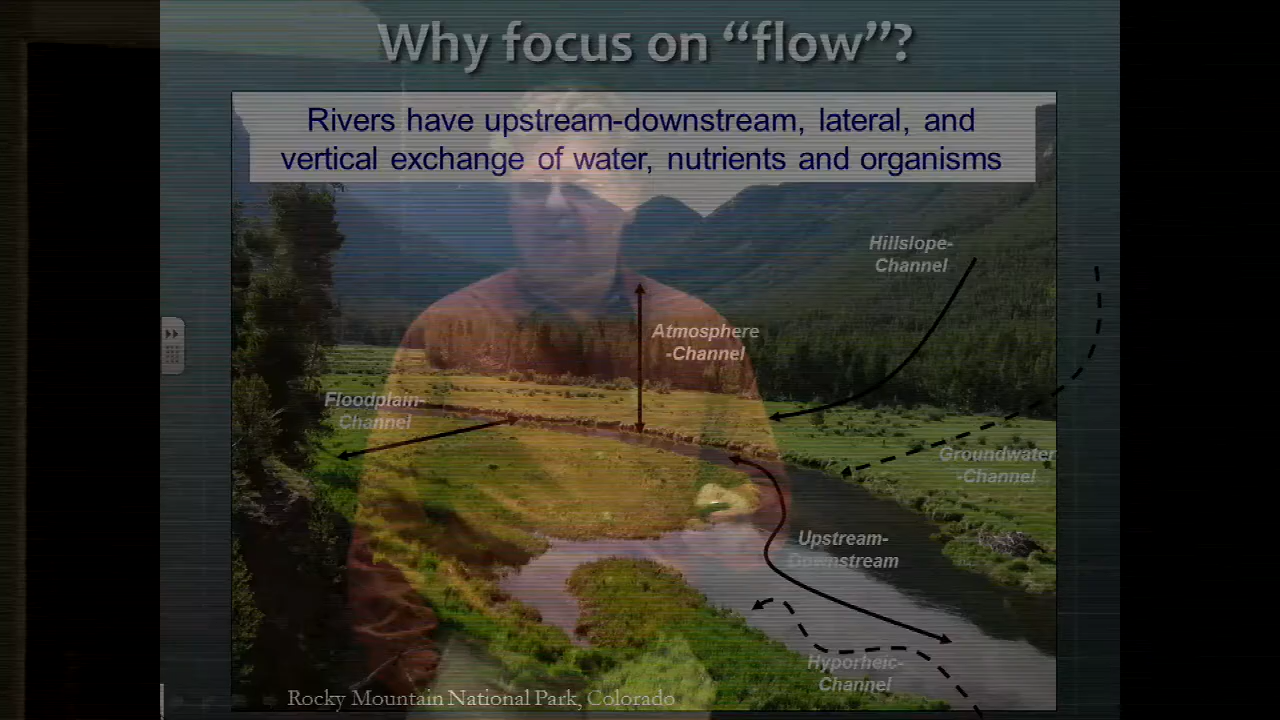 Why focus on “flow”?
Rivers have upstream-downstream, lateral, and
vertical exchange of water, nutrients and organisms
Hillslope-
Channel
Atmosphere
-Channel
Floodplain-
Channel
Groundwater
-Channel
Upstream-
Downstream
Hyporheic-
Channel
Rocky Mountain National Park, Colorado